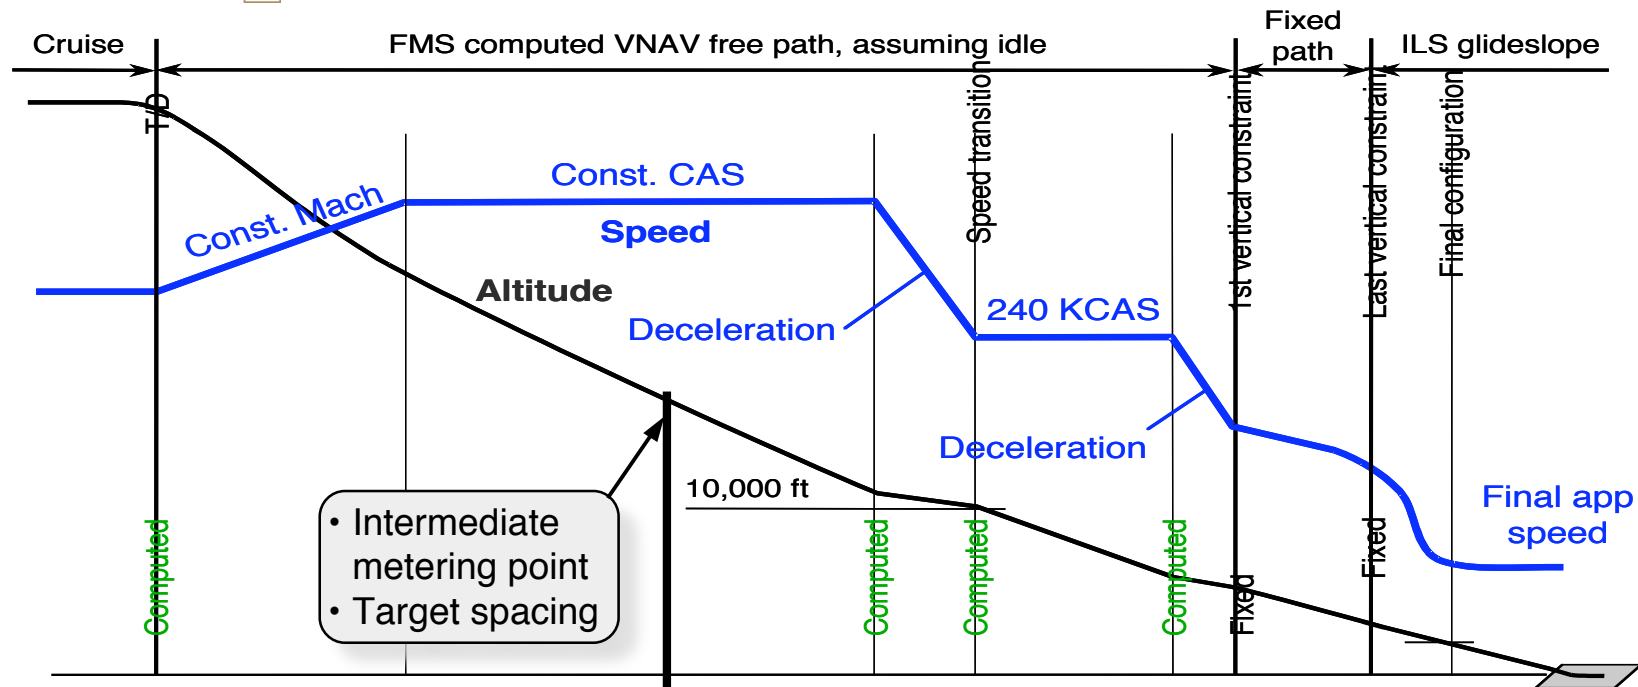 Cruise
FMS computed VNAV free path, assuming idle
Fixed
path
ILS glideslope
T/D
Speed transition
1st vertical constraint
Last vertical constraint
Final configuration
Const. Mach
Const. CAS
Speed
Altitude
Deceleration
240 KCAS
Deceleration
10,000 ft
• Intermediate
metering point
• Target spacing
Final app
speed
Computed
Computed
Computed
Computed
Fixed
Fixed